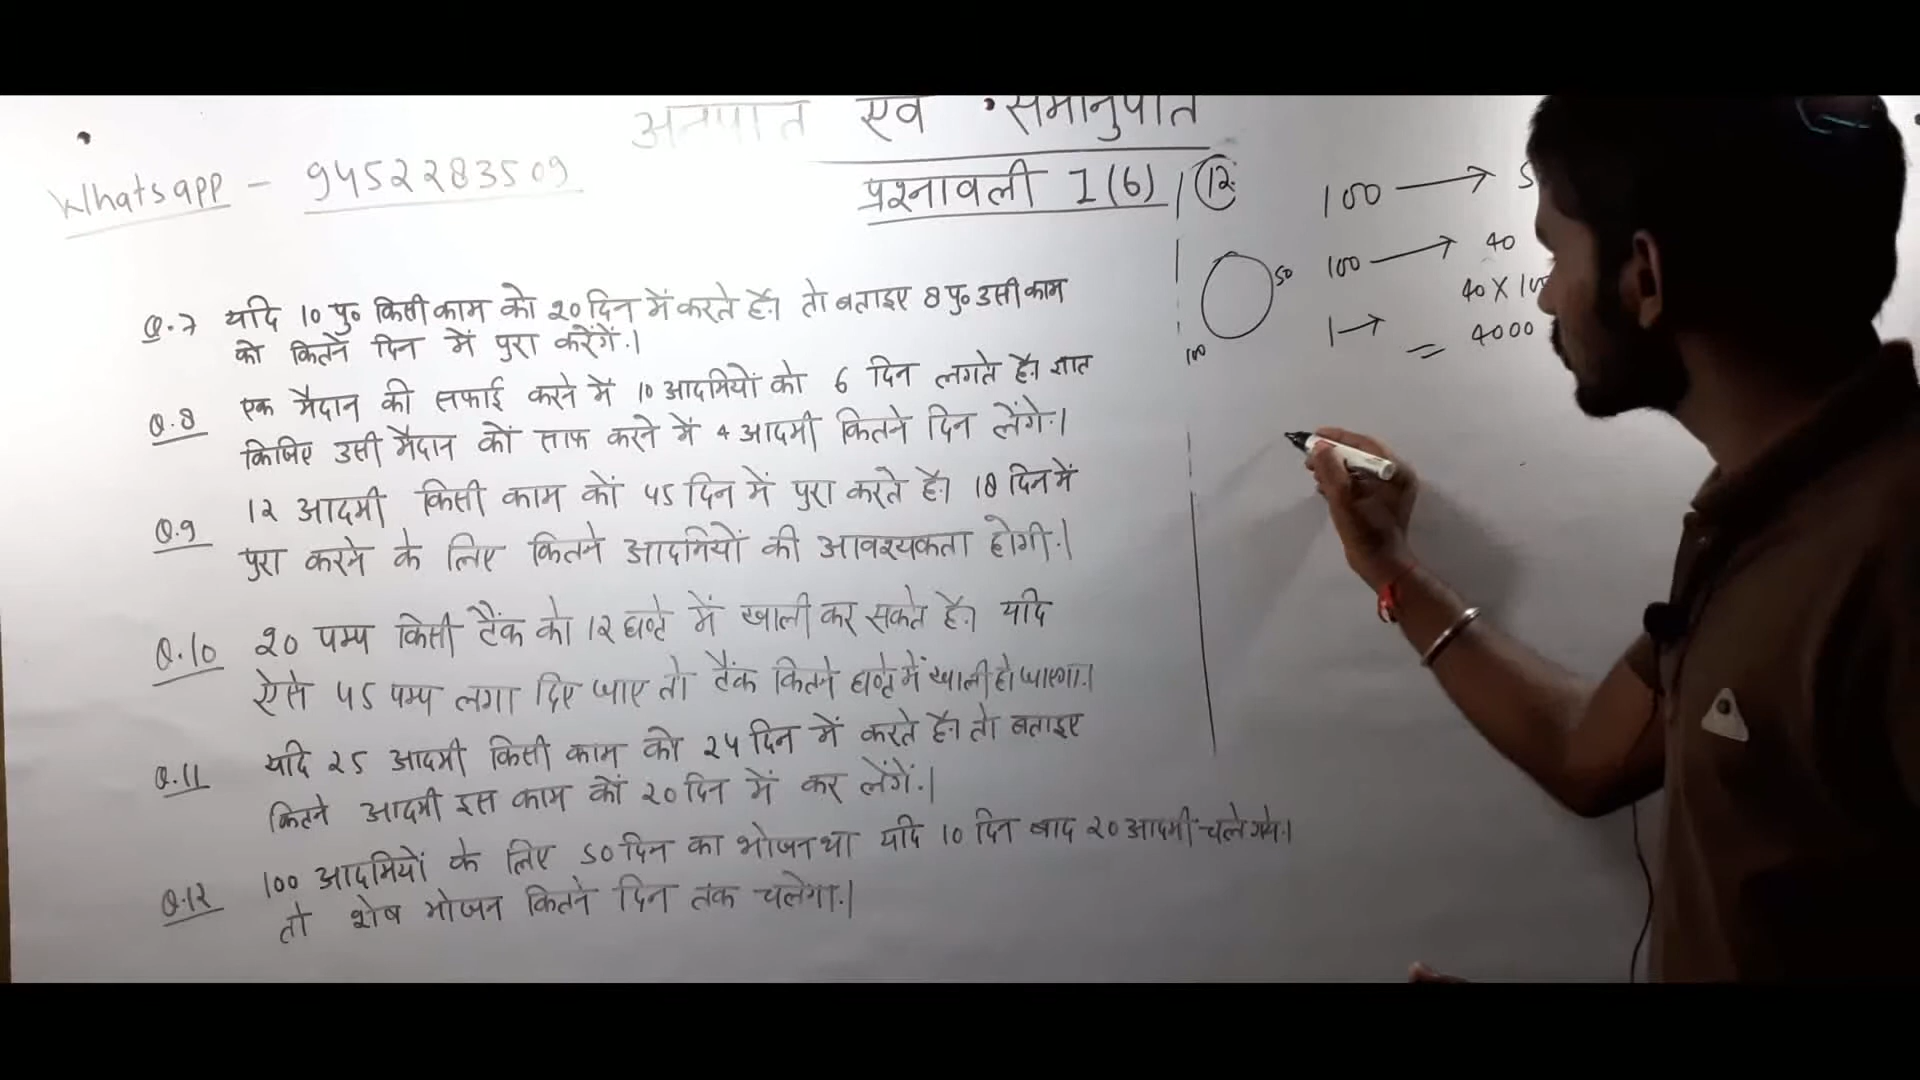 अनुपात एवं समानुपात
Whatsapp - 9452283509
प्रश्नावली 1(6)
Q.7 यदि 10 पु० किसी काम को 20 दिन में करते हैं। तो बताइए 8 पु० उसी काम
को कितने दिन में पुरा करेंगें।
Q.8 एक मैदान की सफाई करने में 10 आदमियों को 6 दिन लगते है। ज्ञात
किजिए उसी मैदान कों साफ करने में 4 आदमी कितने दिन लेंगे।
Q.9 12 आदमी किसी काम कों 45 दिन में पुरा करते है। 18 दिन में
पुरा करने के लिए कितने आदमियों की आवश्यकता होगी।
Q.10 20 पम्प किसी टैंक को 12 घण्टे में खाली कर सकते है। यदि
ऐसे 45 पम्प लगा दिए जाए तो टैंक कितने घण्टे में खाली हो जाएगा।
Q.11 यदि 25 आदमी किसी काम को 24 दिन में करते है। तो बताइए
कितने आदमी इस काम कों 20 दिन में कर लेंगें।
Q.12 100 आदमियों के लिए 50 दिन का भोजन था यदि 10 दिन बाद 20 आदमी चले गये।
तो शेष भोजन कितने दिन तक चलेगा।
12
100 → 5
50
100
100 → 40
40 X 100
1 →
= 4000